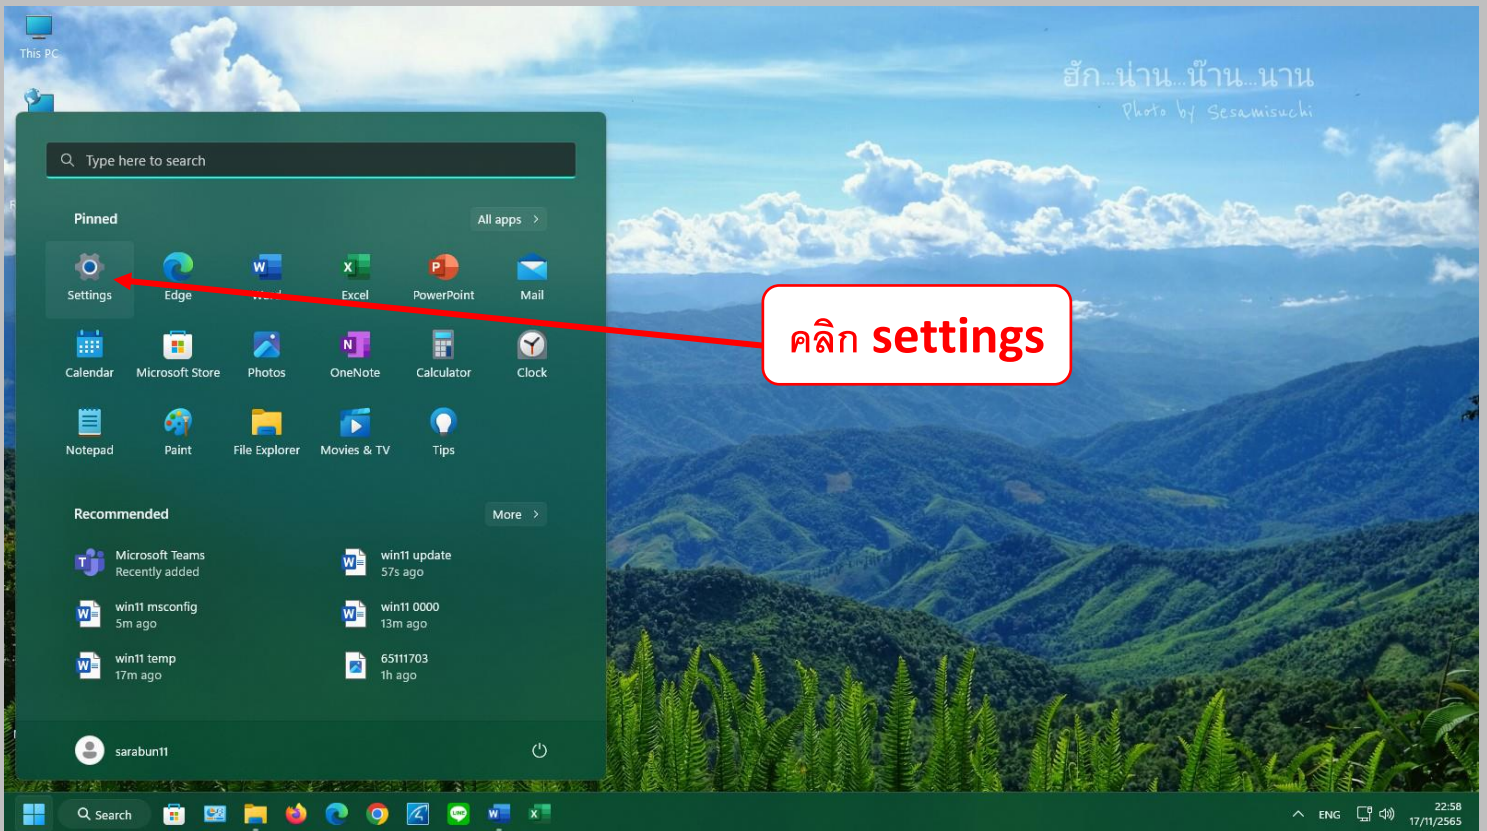 This PC
ฮัก...น่าน...น๊าน...นาน
Photo by Sesamisuchi
Type here to search
Pinned
All apps >
Settings
Edge
Excel
PowerPoint
Mail
คลิก settings
Calendar
Microsoft Store
Photos
OneNote
Calculator
Clock
Notepad
Paint
File Explorer
Movies & TV
Tips
Recommended
More >
Microsoft Teams
Recently added
win11 update
57s ago
win11 msconfig
5m ago
win11 0000
13m ago
win11 temp
17m ago
65111703
1h ago
sarabun11
Search
ENG
22:58
17/11/2565